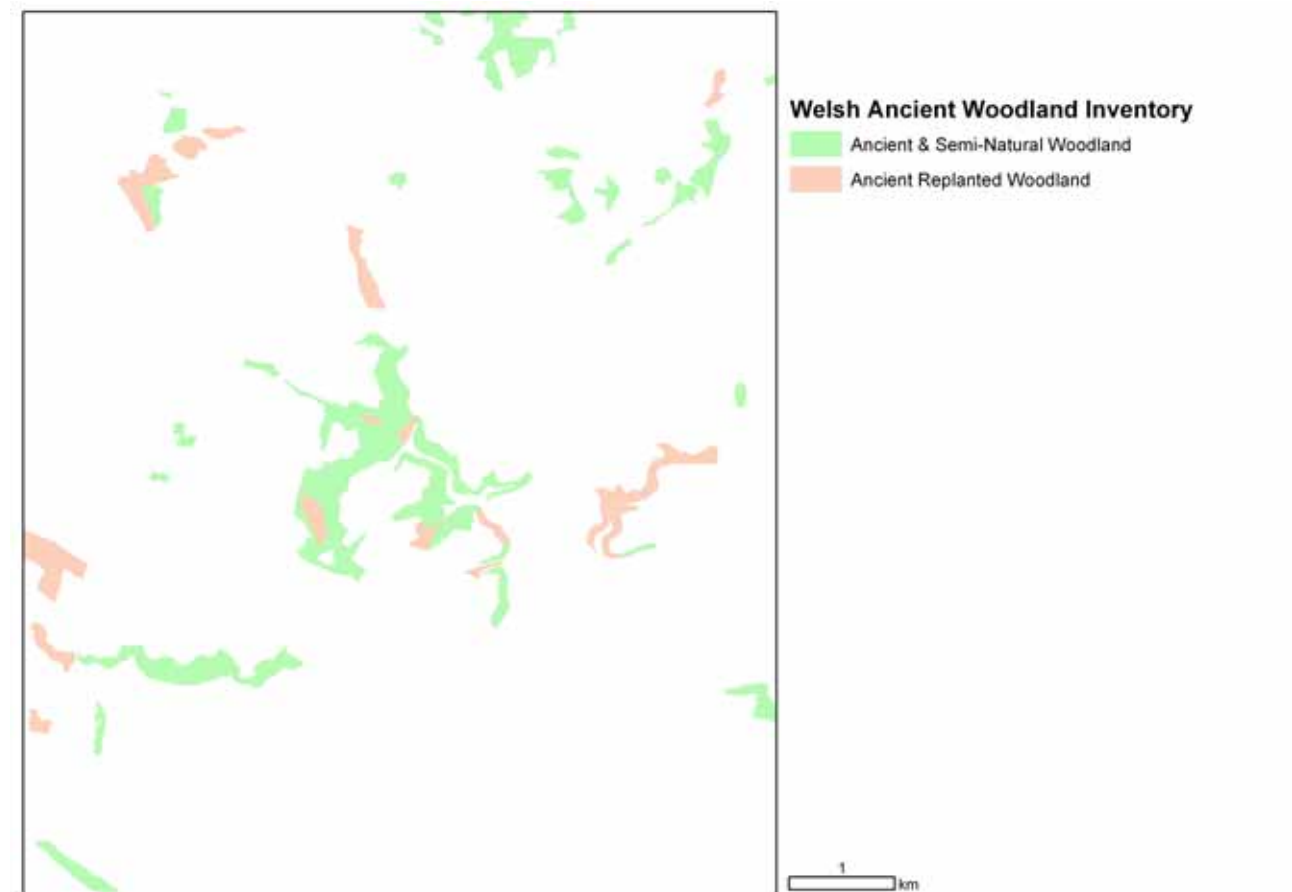 Welsh Ancient Woodland Inventory
Ancient & Semi-Natural Woodland
Ancient Replanted Woodland
1
km